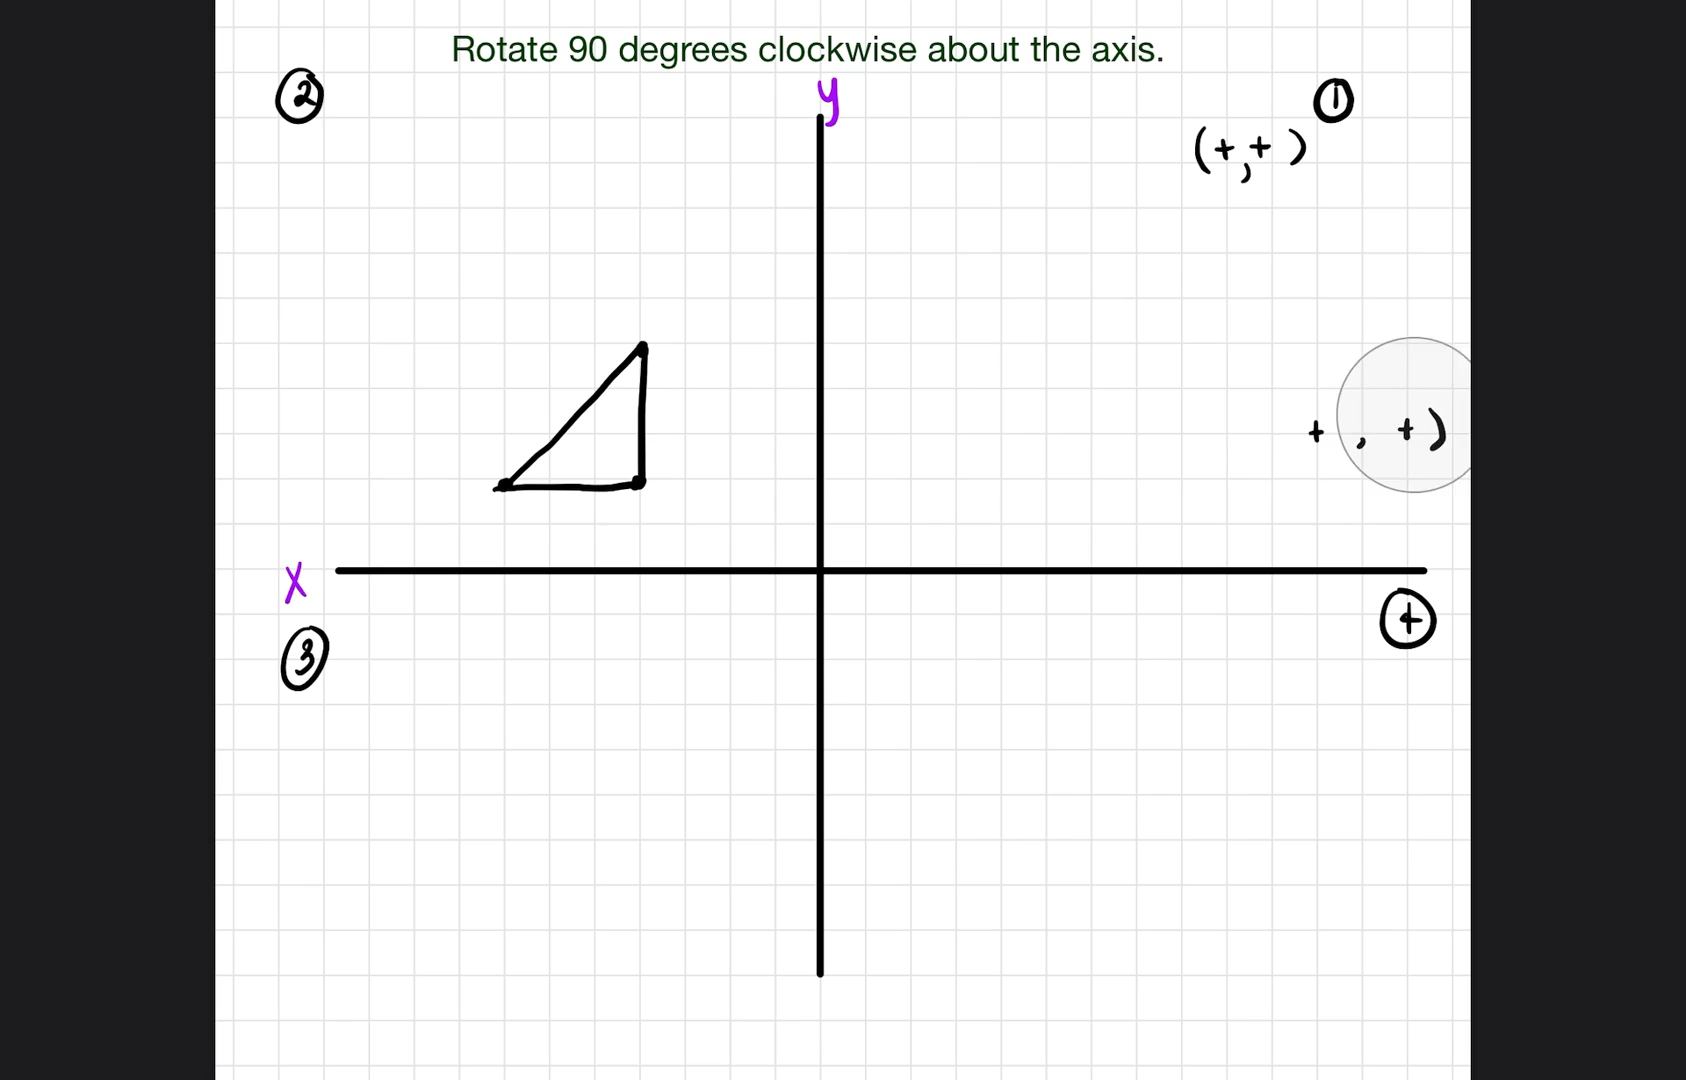 Rotate 90 degrees clockwise about the axis.
2
y
1
(+,+)
+ , +)
x
4
3